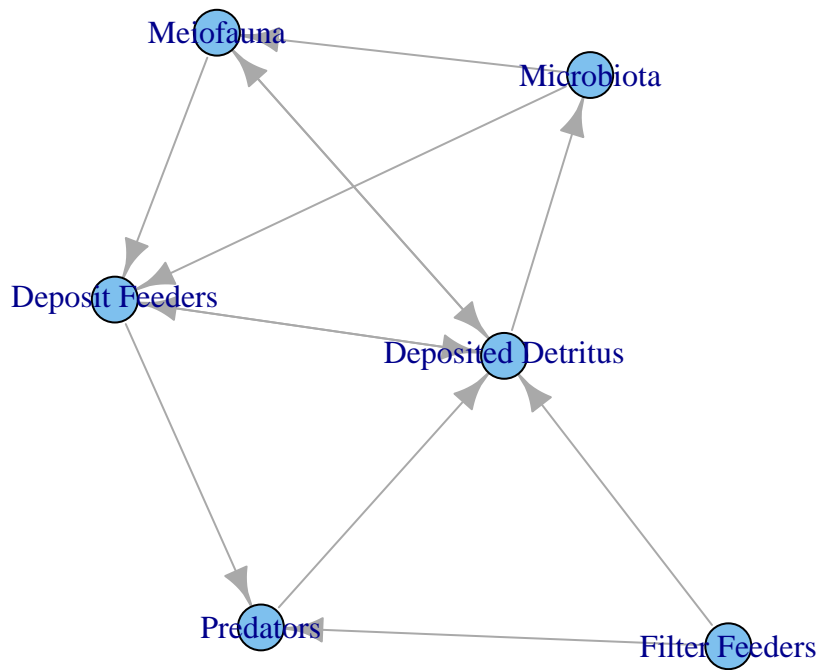 Meiofauna
Microbiota
Deposit Feeders
Deposited Detritus
Predators
Filter Feeders